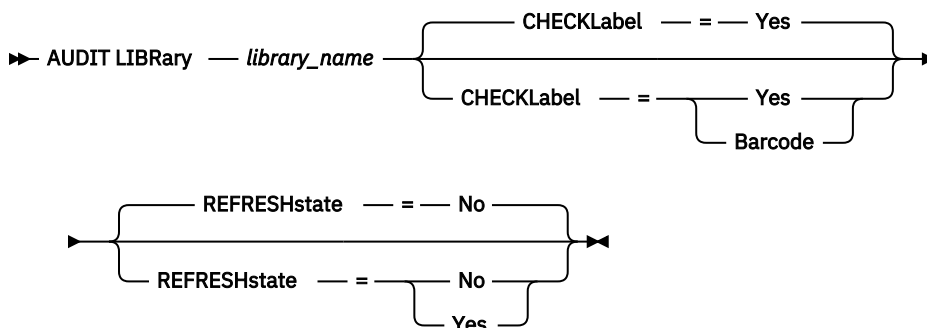 CHECKLabel = Yes
AUDIT LIBRary library_name
CHECKLabel = Yes
Barcode
REFRESHstate = No
REFRESHstate = No
Yes